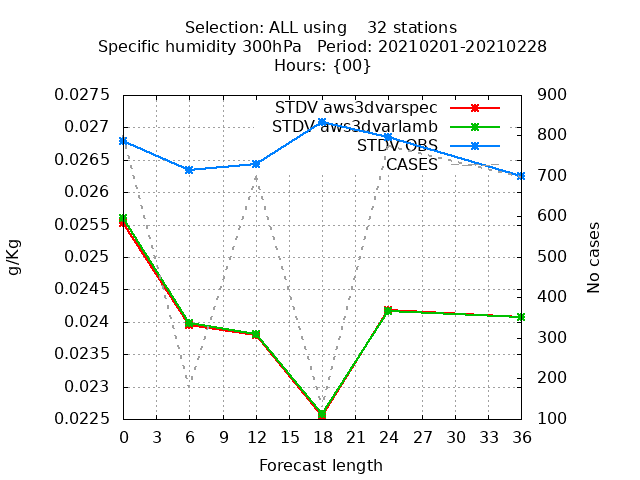 Selection: ALL using    32 stations
Specific humidity 300hPa   Period: 20210201-20210228
Hours: {00}
STDV aws3dvarspec
STDV aws3dvarlamb
STDV OBS
CASES
g/Kg
0.0275
0.027
0.0265
0.026
0.0255
0.025
0.0245
0.024
0.0235
0.023
0.0225
900
800
700
600
500
400
300
200
100
No cases
0 3 6 9 12 15 18 21 24 27 30 33 36
Forecast length